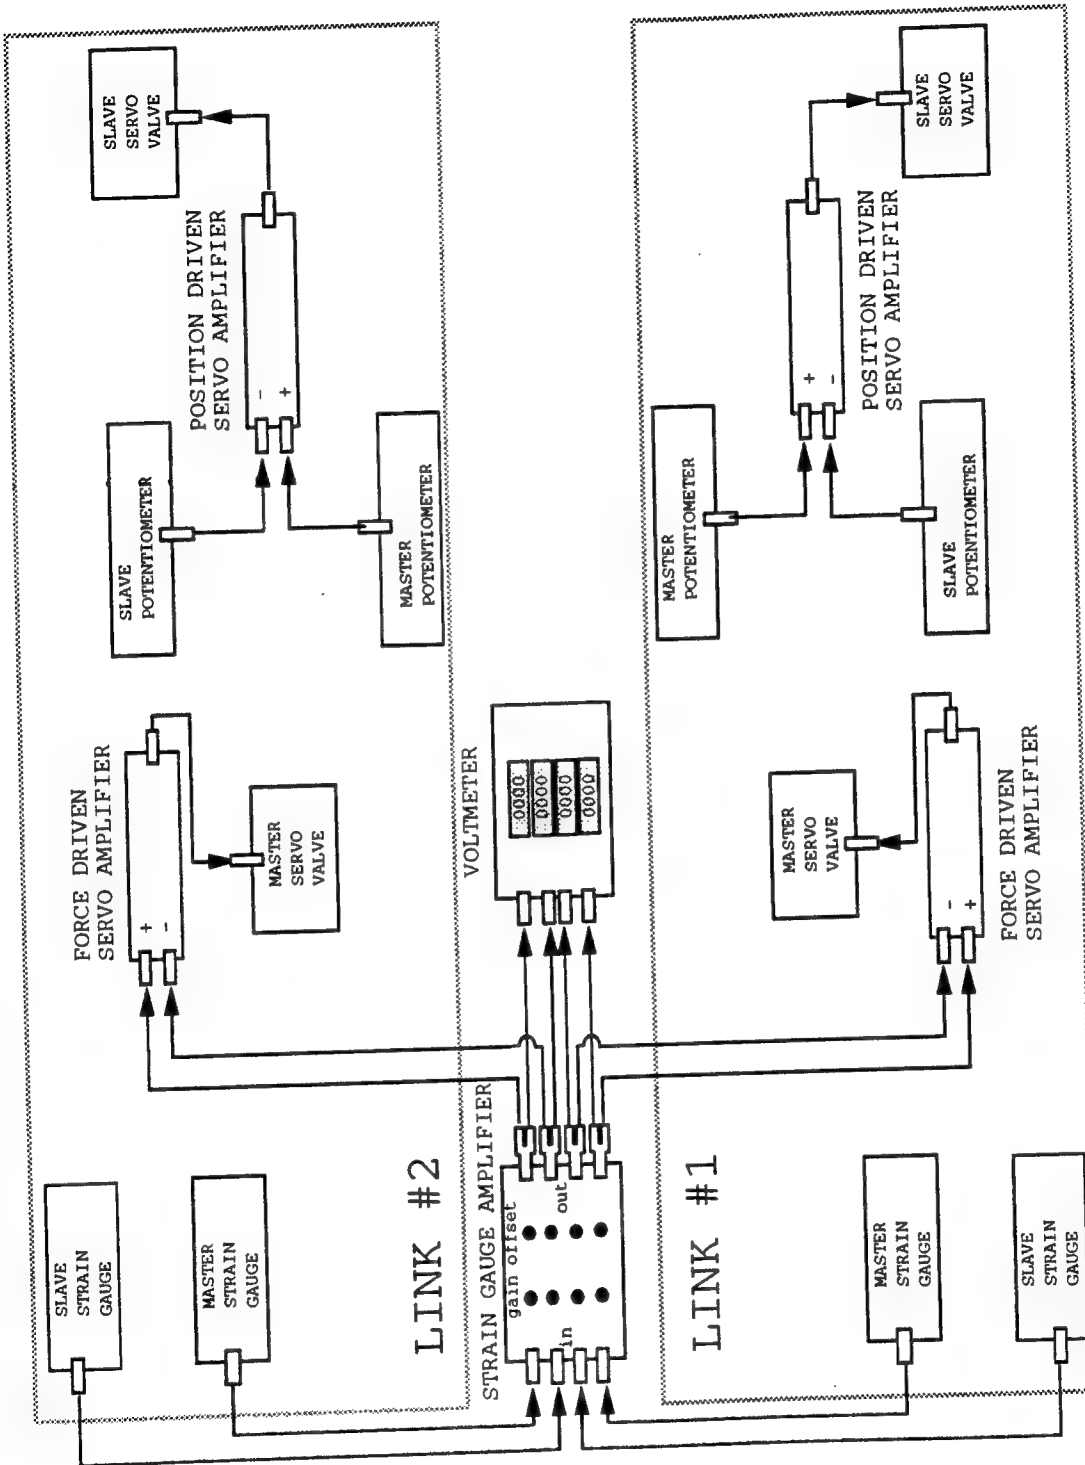 SLAVE
STRAIN
GAUGE
MASTER
STRAIN
GAUGE
LINK #2
FORCE DRIVEN
SERVO AMPLIFIER
+
-
MASTER
SERVO
VALVE
SLAVE
POTENTIOMETER
MASTER
POTENTIOMETER
POSITION DRIVEN
SERVO AMPLIFIER
-
+
SLAVE
SERVO
VALVE
STRAIN GAUGE AMPLIFIER
gain offset
in
out
VOLTMETER
0000
0000
0000
0000
LINK #1
MASTER
STRAIN
GAUGE
SLAVE
STRAIN
GAUGE
MASTER
SERVO
VALVE
-
+
FORCE DRIVEN
SERVO AMPLIFIER
MASTER
POTENTIOMETER
SLAVE
POTENTIOMETER
+
-
POSITION DRIVEN
SERVO AMPLIFIER
SLAVE
SERVO
VALVE